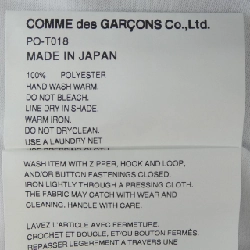 COMME des GARÇONS Co.,Ltd.
PO-T018
MADE IN JAPAN
100% POLYESTER
HAND WASH WARM.
DO NOT BLEACH.
LINE DRY IN SHADE
WARM IRON.
DO NOT DRYCLEAN.
USE A LAUNDRY NET
WASH ITEM WITH ZIPPER, HOOK AND LOOP,
AND/OR BUTTON FASTENINGS CLOSED.
IRON LIGHTLY THROUGH A PRESSING CLOTH.
THE FABRIC MAY CATCH WITH WEAR AND
CLEANING. HANDLE WITH CARE.
LAVEZ L'ARTICLE AVEC FERMETURE,
CROCHET ET BOUCLE, ET/OU BOUTON FERMÉS.
REPASSER LÉGÈREMENT À TRAVERS UNE